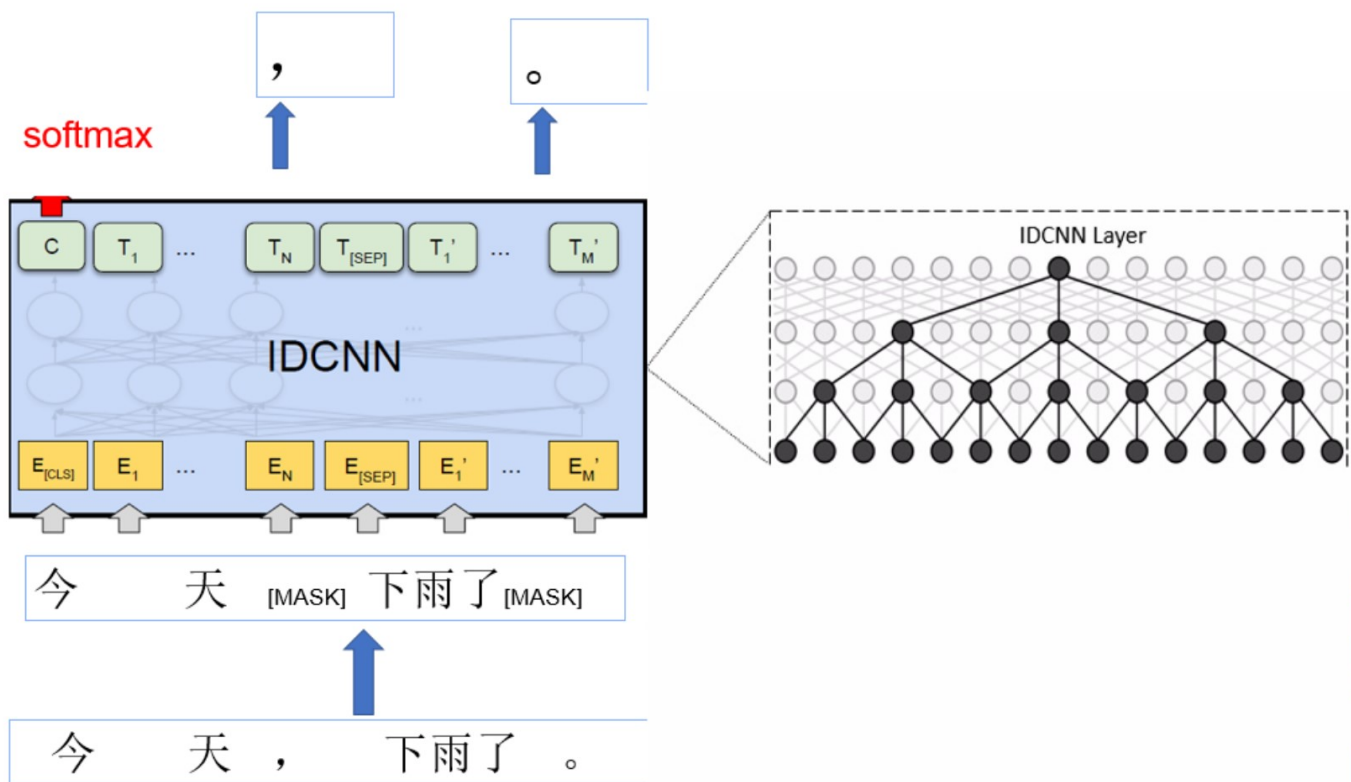 ， 。
softmax
C T1 ... TN T[SEP] T1' ... TM'
IDCNN Layer
...
IDCNN
...
E[CLS] E1 ... EN E[SEP] E1' ... EM'
今 天 [MASK] 下雨了 [MASK]
今 天 ， 下雨了 。